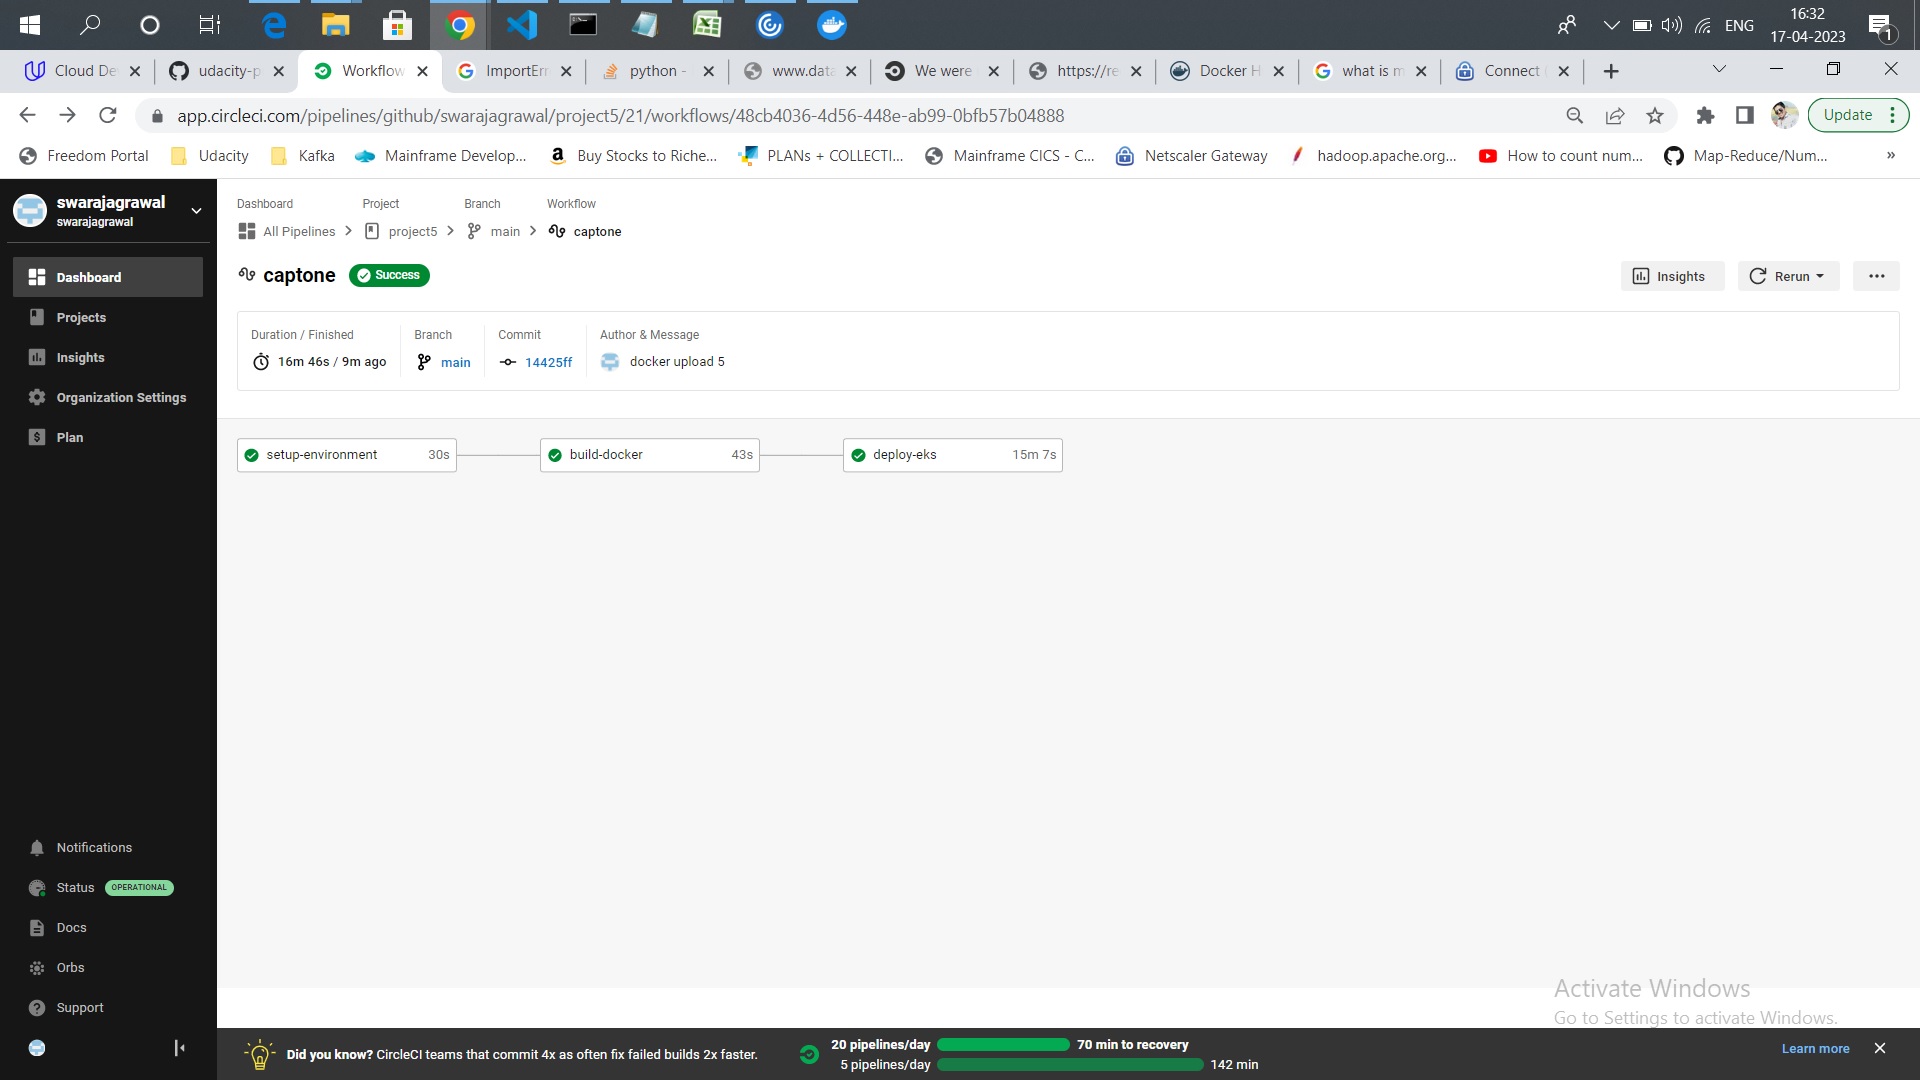 ENG
16:32
17-04-2023
1
Cloud De
udacity-p
Workflow
ImportErr
python -
www.data
We were
https://re
Docker H
what is m
Connect
app.circleci.com/pipelines/github/swarajagrawal/project5/21/workflows/48cb4036-4d56-448e-ab99-0bfb57b04888
Update
Freedom Portal
Udacity
Kafka
Mainframe Develop...
Buy Stocks to Riche...
PLANs + COLLECTI...
Mainframe CICS - C...
Netscaler Gateway
hadoop.apache.org...
How to count num...
Map-Reduce/Num...
»
swarajagrawal
swarajagrawal
Dashboard
Projects
Insights
Organization Settings
Plan
Notifications
Status OPERATIONAL
Docs
Orbs
Support
Dashboard Project Branch Workflow
All Pipelines > project5 > main > captone
captone Success
Insights
Rerun
Duration / Finished
16m 46s / 9m ago
Branch
main
Commit
14425ff
Author & Message
docker upload 5
setup-environment 30s
build-docker 43s
deploy-eks 15m 7s
Activate Windows
Go to Settings to activate Windows.
Did you know? CircleCI teams that commit 4x as often fix failed builds 2x faster.
20 pipelines/day 70 min to recovery
5 pipelines/day 142 min
Learn more